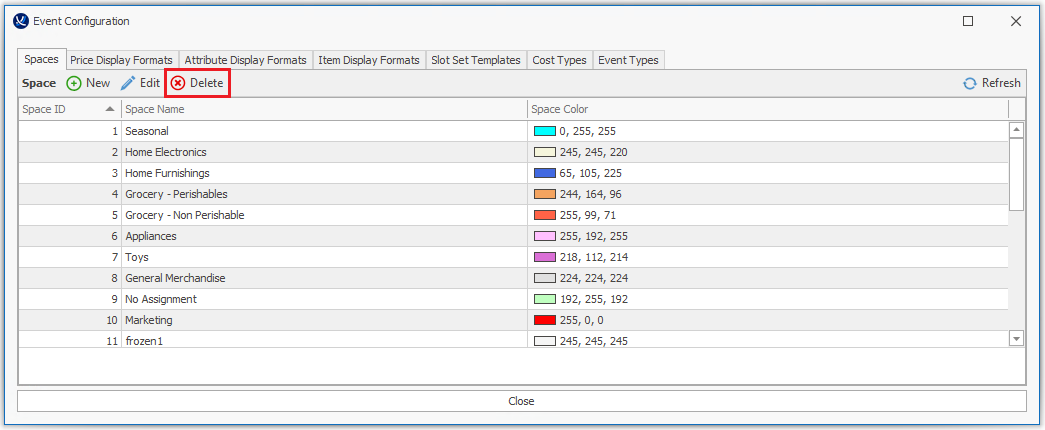 Event Configuration
Spaces Price Display Formats Attribute Display Formats Item Display Formats Slot Set Templates Cost Types Event Types
Space New Edit Delete Refresh
Space ID Space Name Space Color
1 Seasonal 0, 255, 255
2 Home Electronics 245, 245, 220
3 Home Furnishings 65, 105, 225
4 Grocery - Perishables 244, 164, 96
5 Grocery - Non Perishable 255, 99, 71
6 Appliances 255, 192, 255
7 Toys 218, 112, 214
8 General Merchandise 224, 224, 224
9 No Assignment 192, 255, 192
10 Marketing 255, 0, 0
11 frozen1 245, 245, 245
Close